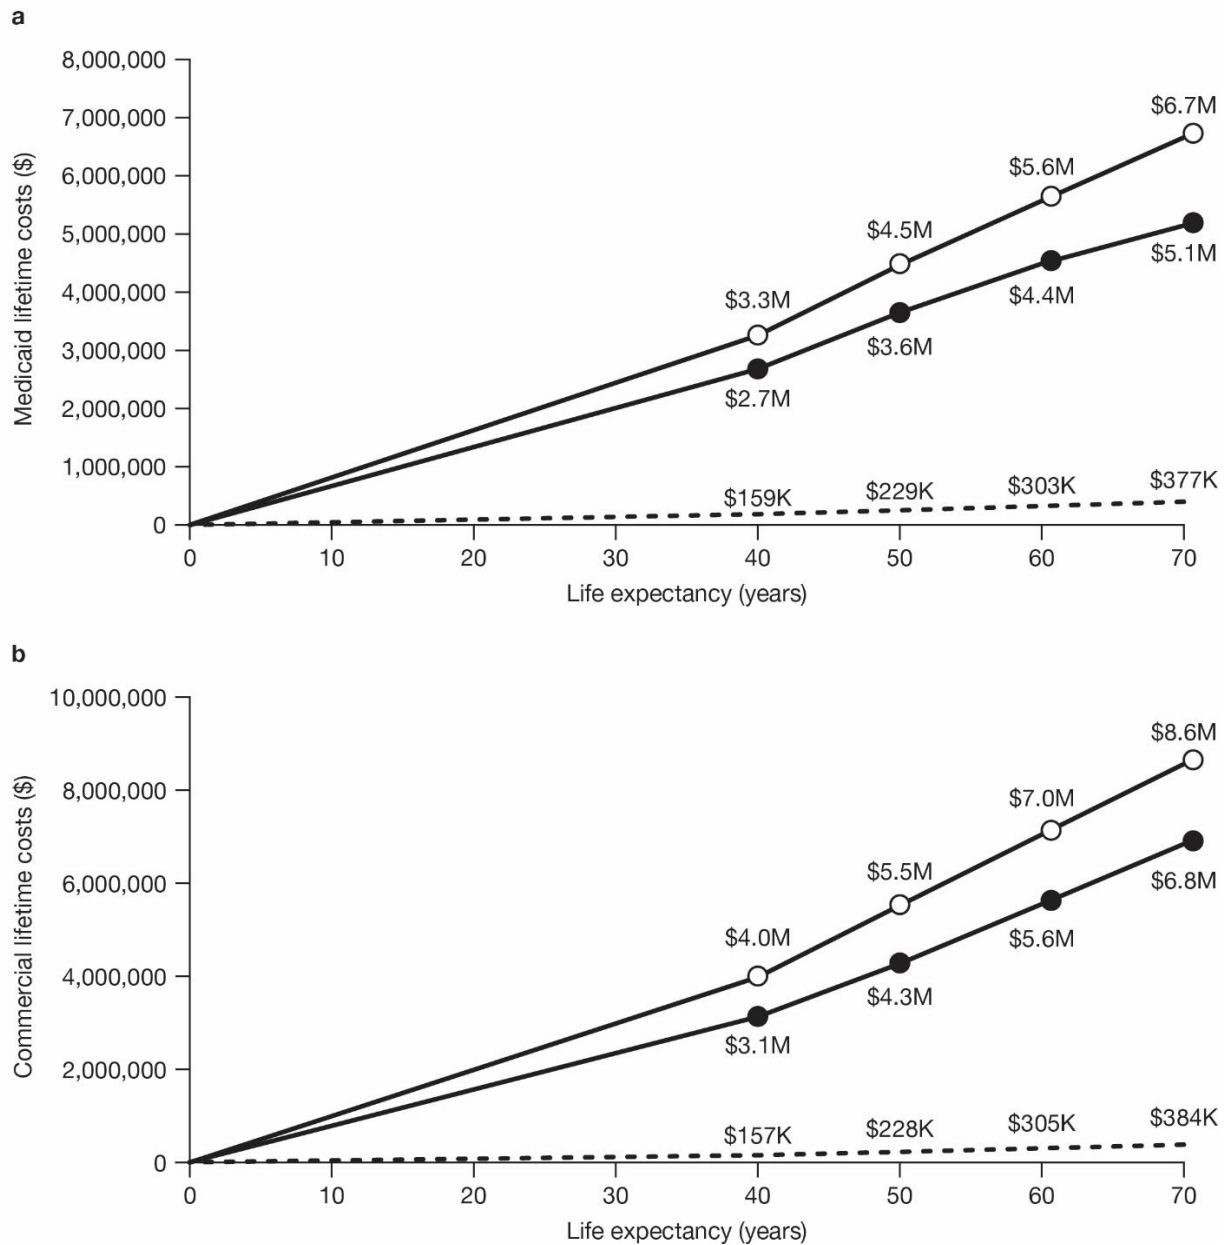 a
8,000,000
$6.7M
7,000,000
$5.6M
6,000,000
$4.5M
5,000,000
$5.1M
4,000,000
$3.3M
$4.4M
3,000,000
$3.6M
2,000,000
$2.7M
1,000,000
$159K $229K $303K $377K
0
Medicaid lifetime costs ($)
0 10 20 30 40 50 60 70
Life expectancy (years)
b
10,000,000
$8.6M
8,000,000
$7.0M
$5.5M
6,000,000
$6.8M
$4.0M
$5.6M
4,000,000
$4.3M
$3.1M
2,000,000
$157K $228K $305K $384K
0
Commercial lifetime costs ($)
0 10 20 30 40 50 60 70
Life expectancy (years)